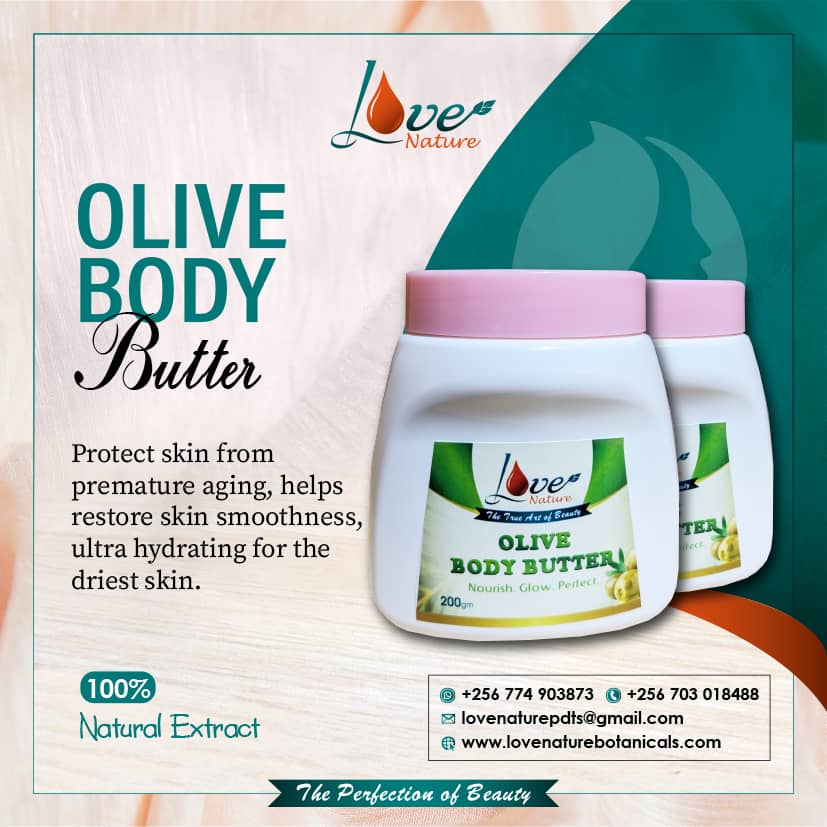 Love
Nature
OLIVE
BODY
Butter
Protect skin from
premature aging, helps
restore skin smoothness,
ultra hydrating for the
driest skin.
100%
Natural Extract
Love
Nature
The True Art of Beauty
OLIVE
BODY BUTTER
Nourish. Glow. Perfect.
200gm
+256 774 903873 +256 703 018488
lovenaturepdts@gmail.com
www.lovenaturebotanicals.com
The Perfection of Beauty